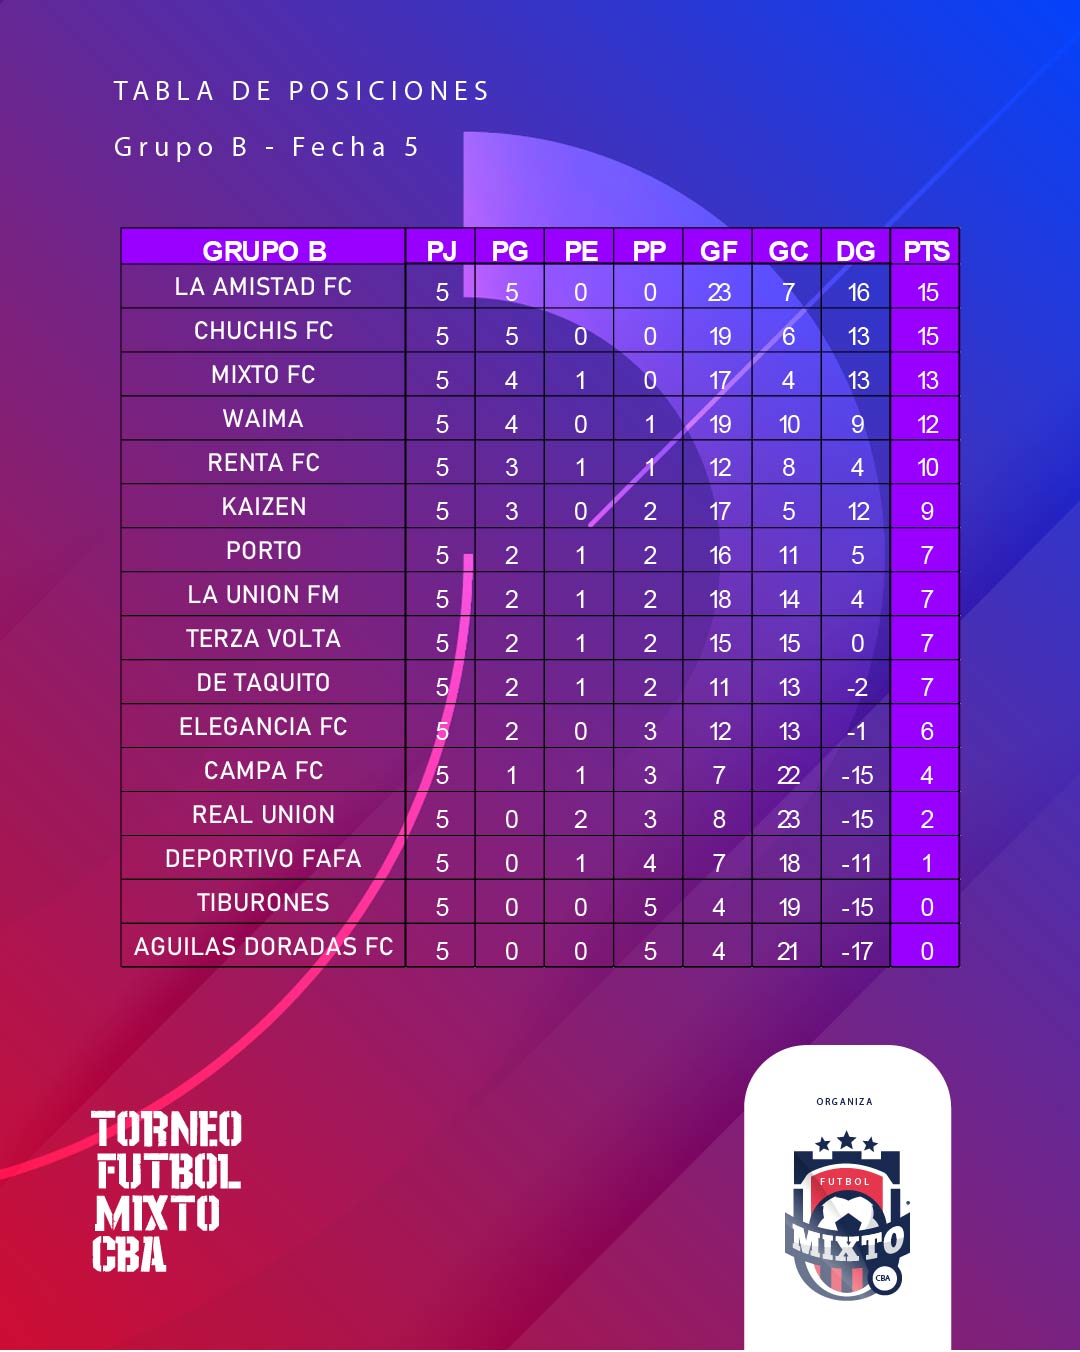 TABLA DE POSICIONES
Grupo B - Fecha 5
GRUPO B PJ PG PE PP GF GC DG PTS
LA AMISTAD FC 5 5 0 0 23 7 16 15
CHUCHIS FC 5 5 0 0 19 6 13 15
MIXTO FC 5 4 1 0 17 4 13 13
WAIMA 5 4 0 1 19 10 9 12
RENTA FC 5 3 1 1 12 8 4 10
KAIZEN 5 3 0 2 17 5 12 9
PORTO 5 2 1 2 16 11 5 7
LA UNION FM 5 2 1 2 18 14 4 7
TERZA VOLTA 5 2 1 2 15 15 0 7
DE TAQUITO 5 2 1 2 11 13 -2 7
ELEGANCIA FC 5 2 0 3 12 13 -1 6
CAMPA FC 5 1 1 3 7 22 -15 4
REAL UNION 5 0 2 3 8 23 -15 2
DEPORTIVO FAFA 5 0 1 4 7 18 -11 1
TIBURONES 5 0 0 5 4 19 -15 0
AGUILAS DORADAS FC 5 0 0 5 4 21 -17 0
TORNEO
FUTBOL
MIXTO
CBA
ORGANIZA
FUTBOL
MIXTO
CBA